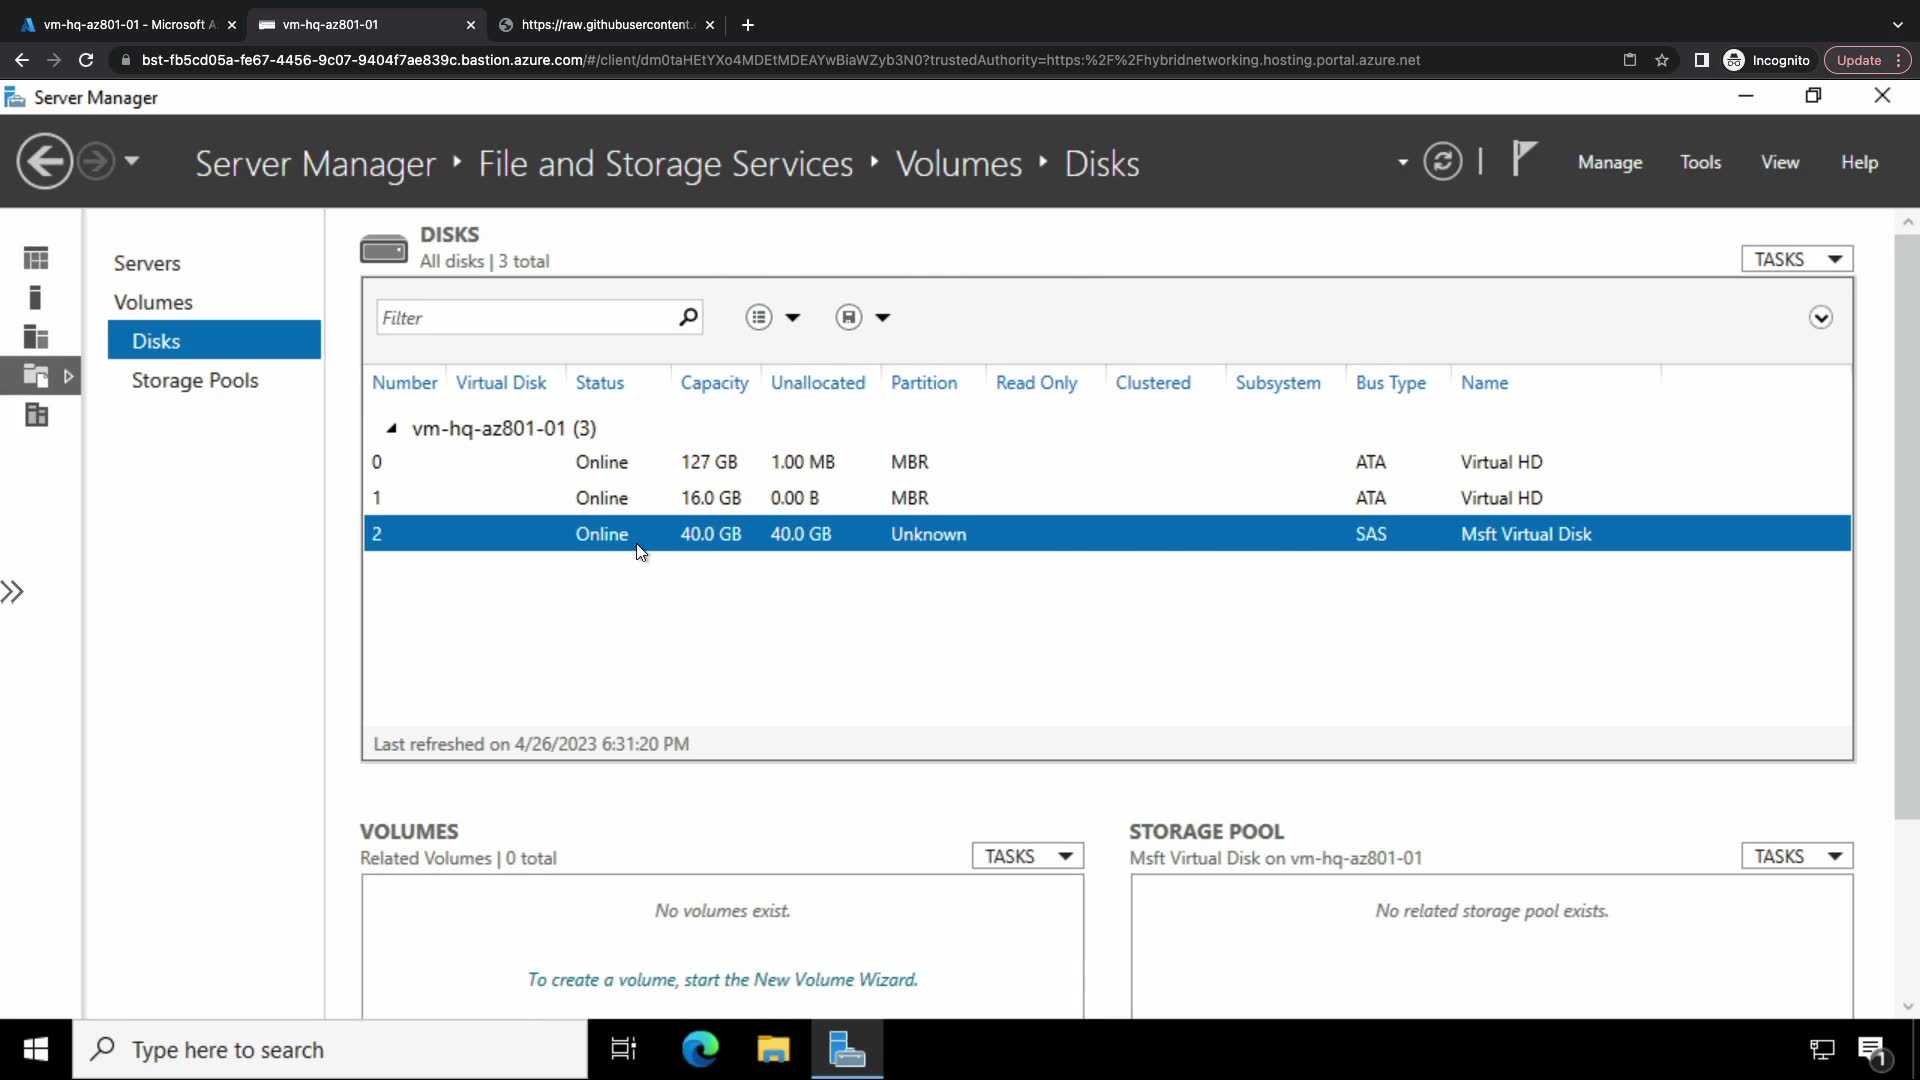 vm-hq-az801-01 - Microsoft A
vm-hq-az801-01
https://raw.githubusercontent.
bst-fb5cd05a-fe67-4456-9c07-9404f7ae839c.bastion.azure.com/#/client/dm0taHEtYXo4MDEtMDEAYwBiaWZyb3N0?trustedAuthority=https:%2F%2Fhybridnetworking.hosting.portal.azure.net
Incognito
Update
Server Manager
Server Manager ‣ File and Storage Services ‣ Volumes ‣ Disks
Manage Tools View Help
Servers
Volumes
Disks
Storage Pools
DISKS
All disks | 3 total
TASKS
Filter
Number Virtual Disk Status Capacity Unallocated Partition Read Only Clustered Subsystem Bus Type Name
vm-hq-az801-01 (3)
0 Online 127 GB 1.00 MB MBR ATA Virtual HD
1 Online 16.0 GB 0.00 B MBR ATA Virtual HD
2 Online 40.0 GB 40.0 GB Unknown SAS Msft Virtual Disk
Last refreshed on 4/26/2023 6:31:20 PM
VOLUMES
Related Volumes | 0 total
TASKS
No volumes exist.
To create a volume, start the New Volume Wizard.
STORAGE POOL
Msft Virtual Disk on vm-hq-az801-01
TASKS
No related storage pool exists.
Type here to search
1